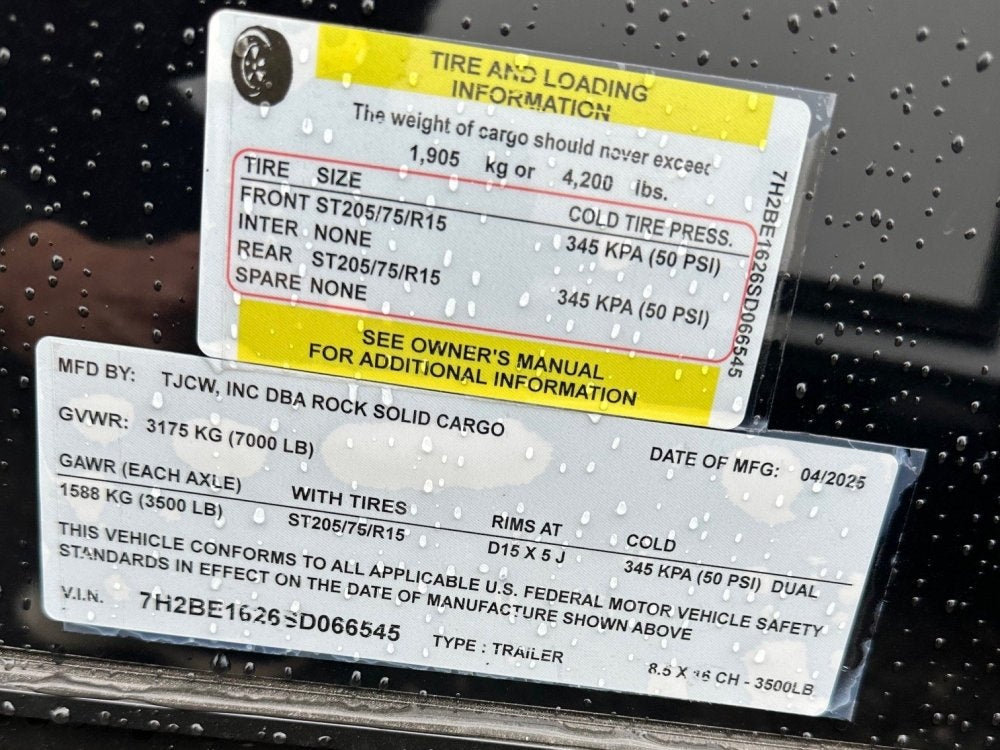 TIRE AND LOADING
INFORMATION
The weight of cargo should never exceed
1,905 kg or 4,200 lbs.
TIRE SIZE COLD TIRE PRESS.
FRONT ST205/75/R15 345 KPA (50 PSI)
INTER NONE
REAR ST205/75/R15 345 KPA (50 PSI)
SPARE NONE
SEE OWNER'S MANUAL
FOR ADDITIONAL INFORMATION
7H2BE1626SD066545
MFD BY: TJCW, INC DBA ROCK SOLID CARGO
GVWR: 3175 KG (7000 LB) DATE OF MFG: 04/2025
GAWR (EACH AXLE) WITH TIRES RIMS AT COLD
1588 KG (3500 LB) ST205/75/R15 D15 X 5 J 345 KPA (50 PSI) DUAL
THIS VEHICLE CONFORMS TO ALL APPLICABLE U.S. FEDERAL MOTOR VEHICLE SAFETY
STANDARDS IN EFFECT ON THE DATE OF MANUFACTURE SHOWN ABOVE
V.I.N. 7H2BE1626SD066545 TYPE : TRAILER 8.5 X 16 CH - 3500LB